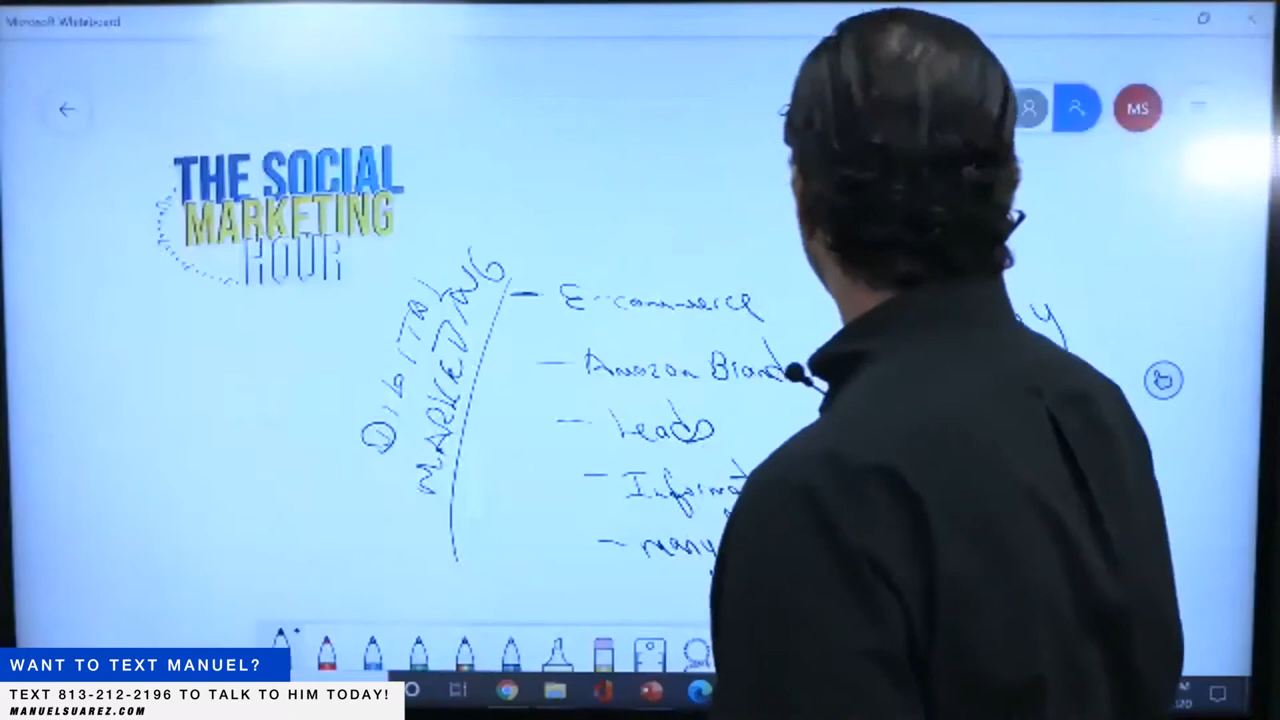 Microsoft Whiteboard
MS
THE SOCIAL
MARKETING
HOUR
DIGITAL
MARKETING
- E-commerce
- Amazon Brand
- Leads
- Informat
- many
WANT TO TEXT MANUEL?
TEXT 813-212-2196 TO TALK TO HIM TODAY!
MANUELSUAREZ.COM